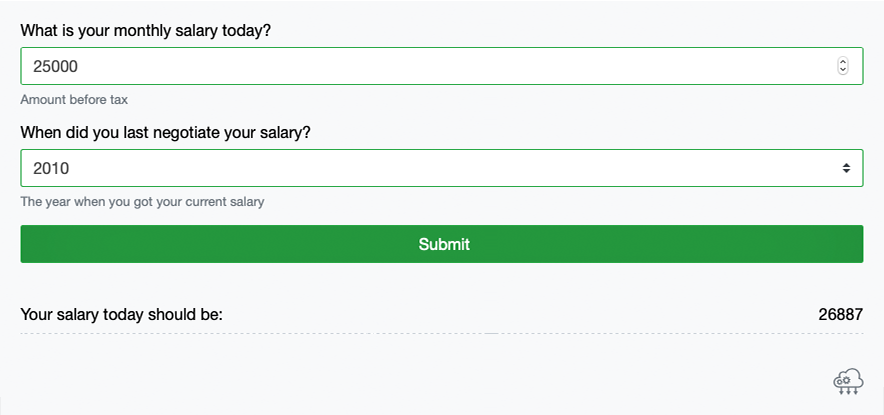 What is your monthly salary today?
25000
Amount before tax
When did you last negotiate your salary?
2010
The year when you got your current salary
Submit
Your salary today should be: 26887